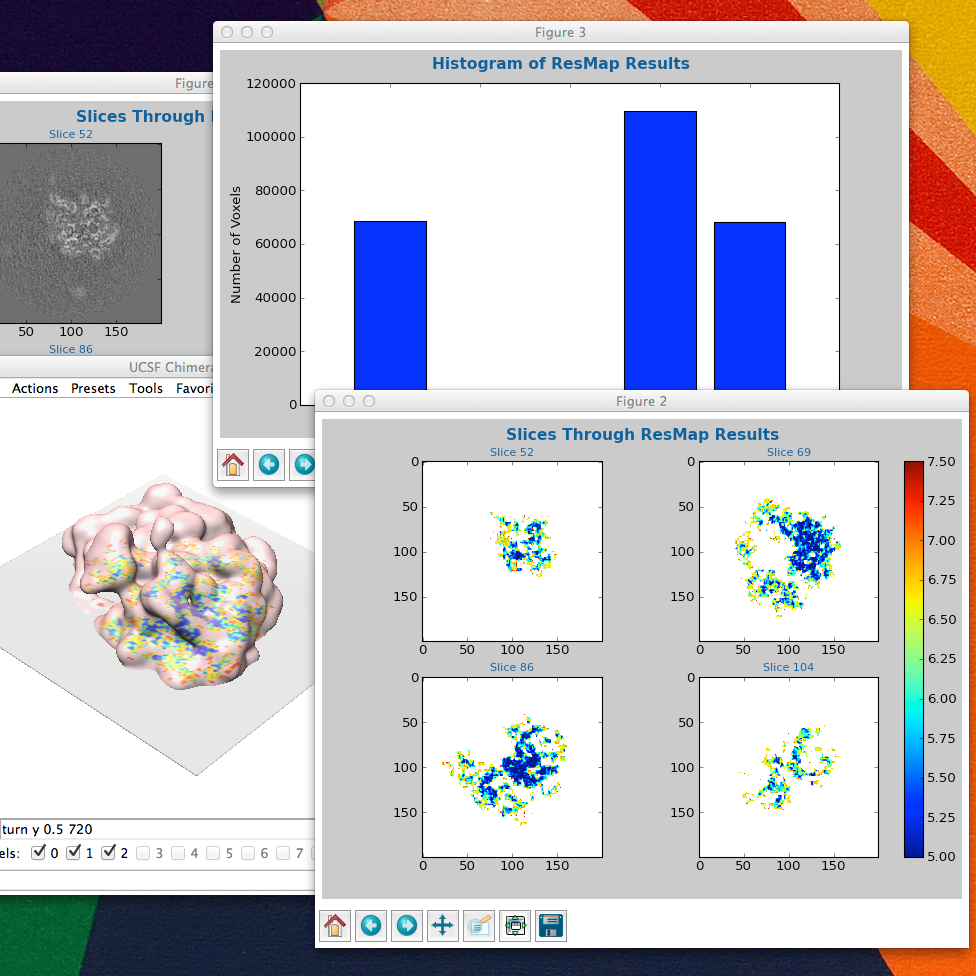 Figure 3
Histogram of ResMap Results
120000
100000
80000
60000
40000
20000
0
Number of Voxels
Figure
Slices Through
Slice 52
50 100 150
Slice 86
UCSF Chimera
Actions Presets Tools Favori
turn y 0.5 720
els: 0 1 2 3 4 5 6 7
Figure 2
Slices Through ResMap Results
Slice 52
0
50
100
150
0 50 100 150
Slice 69
0
50
100
150
0 50 100 150
Slice 86
0
50
100
150
0 50 100 150
Slice 104
0
50
100
150
0 50 100 150
7.50
7.25
7.00
6.75
6.50
6.25
6.00
5.75
5.50
5.25
5.00